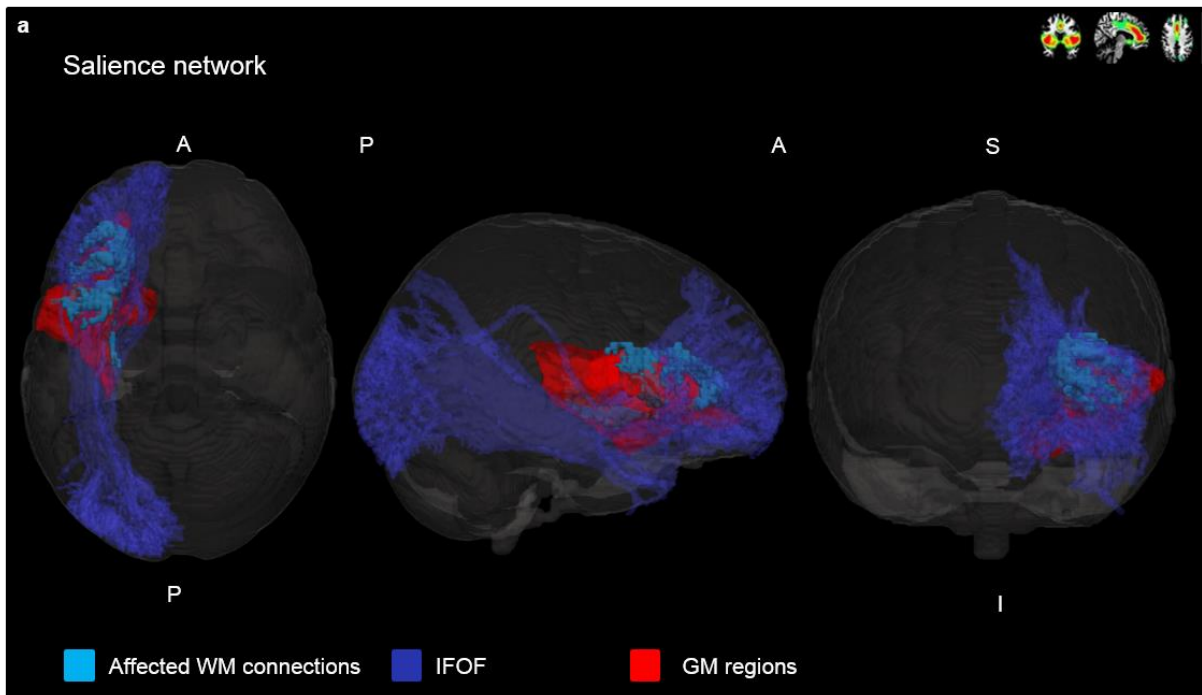 a
Salience network
A
P
A
S
P
I
Affected WM connections
IFOF
GM regions